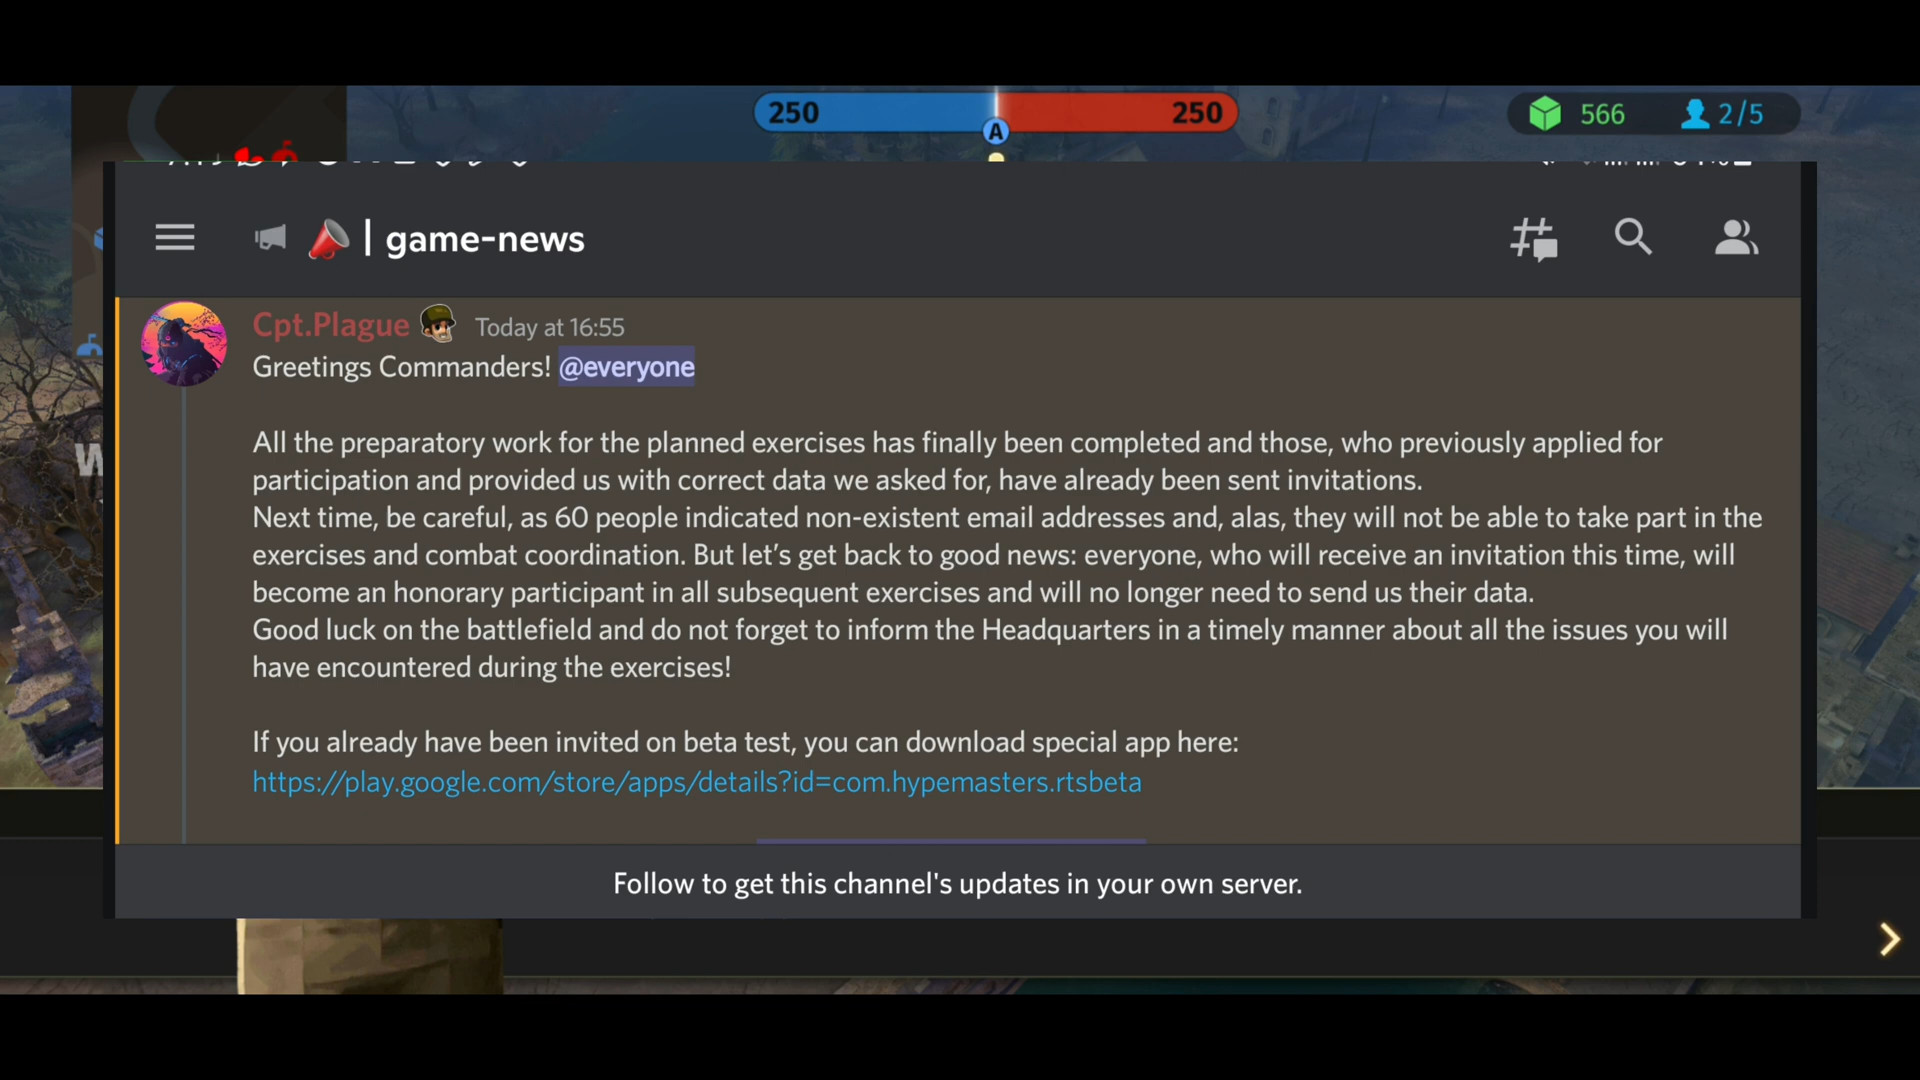 250 250 566 2/5
A
| game-news
Cpt.Plague Today at 16:55
Greetings Commanders! @everyone
All the preparatory work for the planned exercises has finally been completed and those, who previously applied for
participation and provided us with correct data we asked for, have already been sent invitations.
Next time, be careful, as 60 people indicated non-existent email addresses and, alas, they will not be able to take part in the
exercises and combat coordination. But let’s get back to good news: everyone, who will receive an invitation this time, will
become an honorary participant in all subsequent exercises and will no longer need to send us their data.
Good luck on the battlefield and do not forget to inform the Headquarters in a timely manner about all the issues you will
have encountered during the exercises!
If you already have been invited on beta test, you can download special app here:
https://play.google.com/store/apps/details?id=com.hypemasters.rtsbeta
Follow to get this channel's updates in your own server.